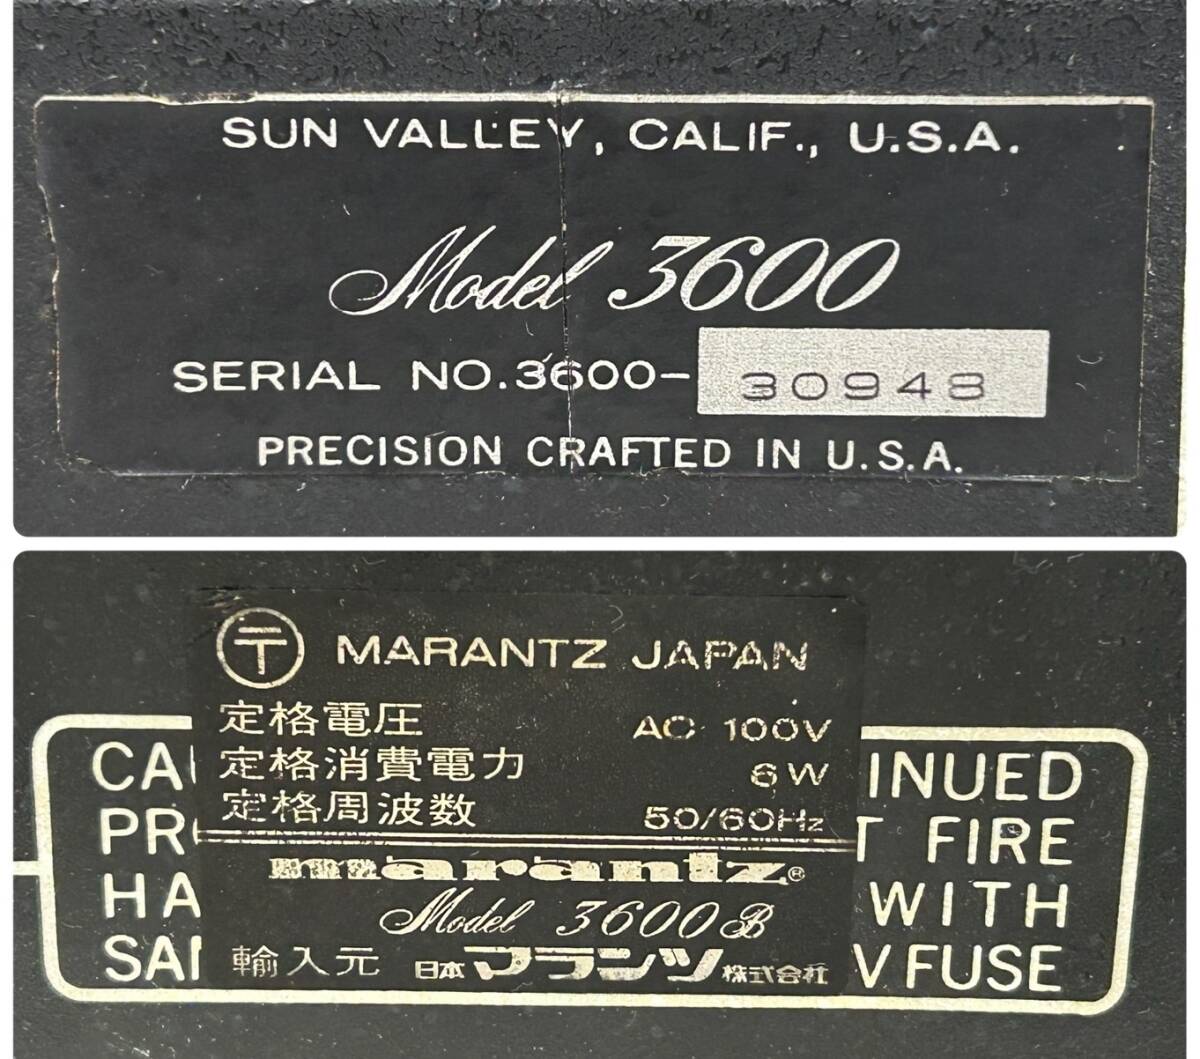 SUN VALLEY, CALIF., U.S.A.
Model 3600
SERIAL NO.3600-30948
PRECISION CRAFTED IN U.S.A.
〒 MARANTZ JAPAN
定格電圧 AC 100V
定格消費電力 6W
定格周波数 50/60Hz
marantz®
Model 3600B
輸入元 日本マランツ株式会社
CA INUED
PR T FIRE
HA WITH
SA V FUSE